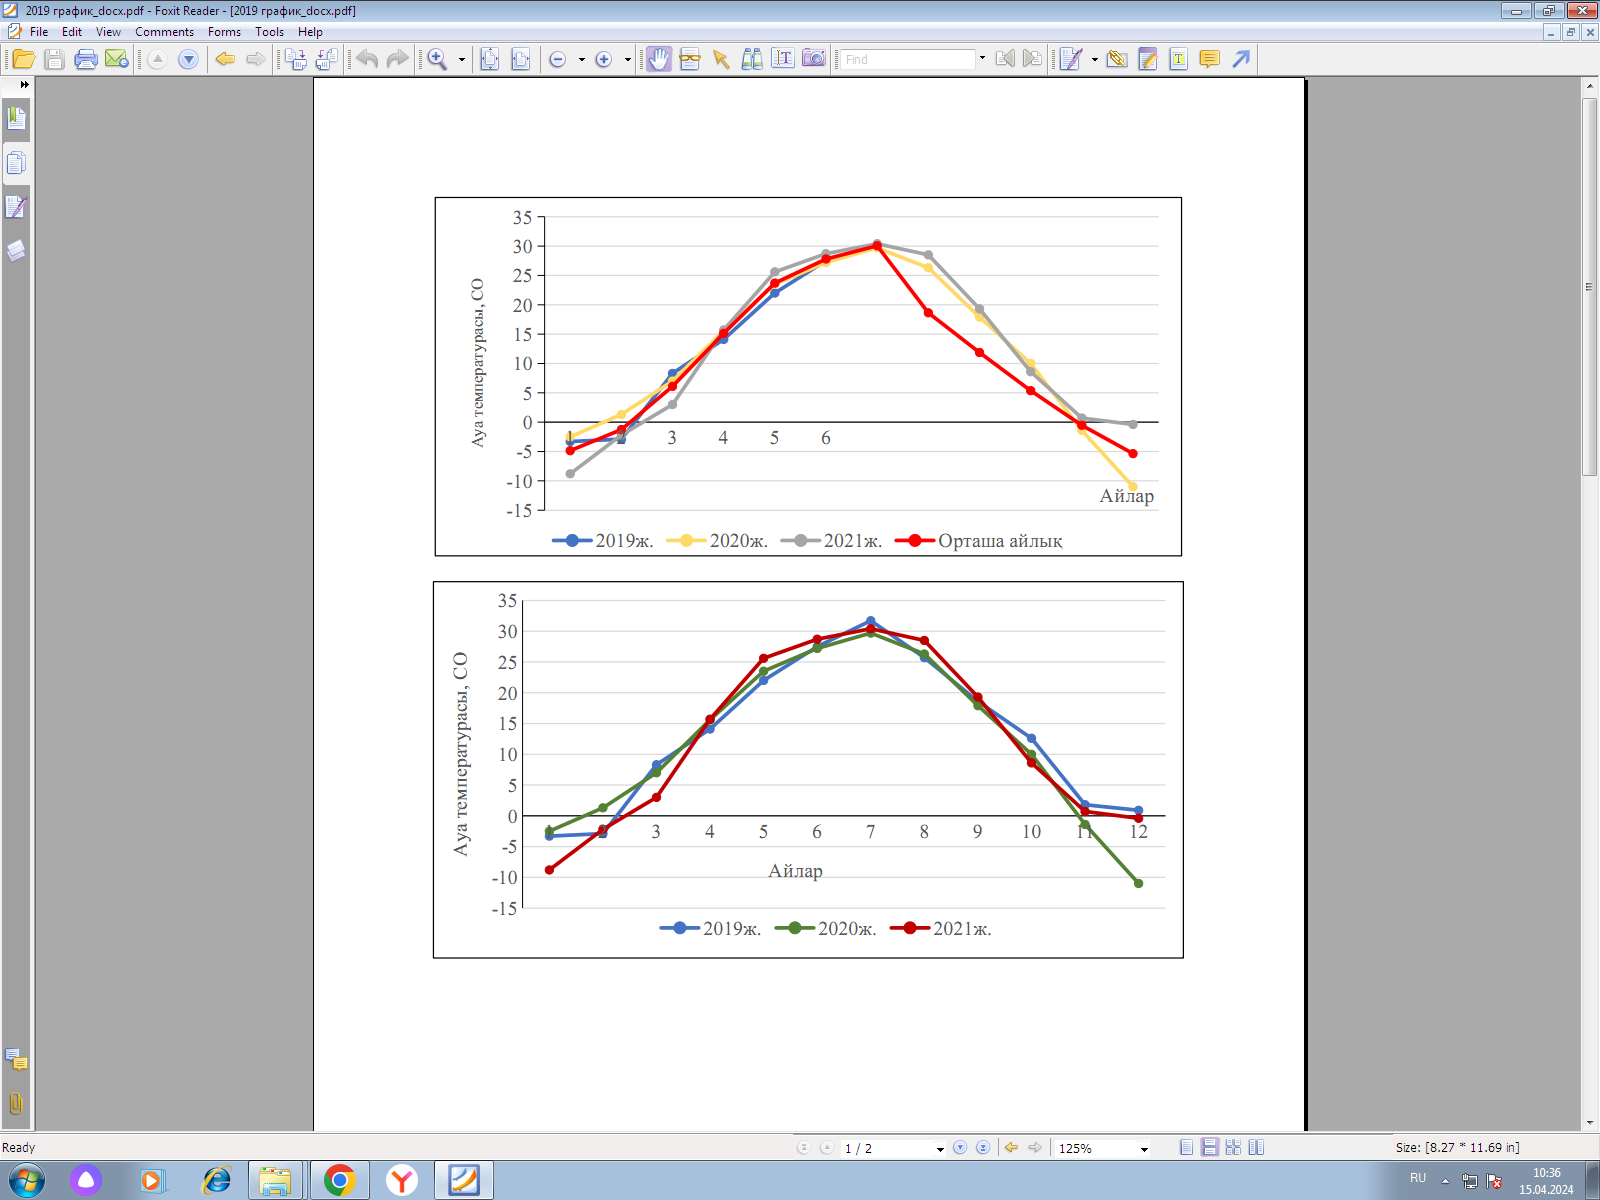 2019 график_docx.pdf - Foxit Reader - [2019 график_docx.pdf]
File Edit View Comments Forms Tools Help
Find
35
30
25
20
15
10
5
0
-5
-10
-15
Ауа температурасы, СО
1 2 3 4 5 6
Айлар
2019ж. 2020ж. 2021ж. Орташа айлық
35
30
25
20
15
10
5
0
-5
-10
-15
Ауа температурасы, СО
1 2 3 4 5 6 7 8 9 10 11 12
Айлар
2019ж. 2020ж. 2021ж.
Ready 1 / 2 125% Size: [8.27 * 11.69 in]
RU 10:36
15.04.2024